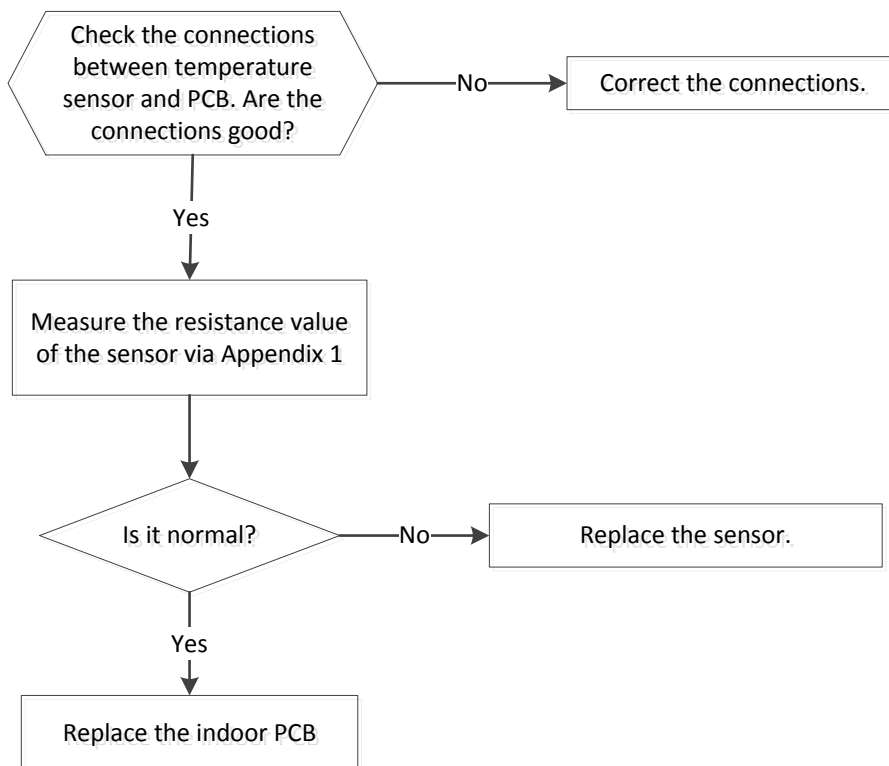 Check the connections
between temperature
sensor and PCB. Are the
connections good?
No
Correct the connections.
Yes
Measure the resistance value
of the sensor via Appendix 1
Is it normal?
No
Replace the sensor.
Yes
Replace the indoor PCB